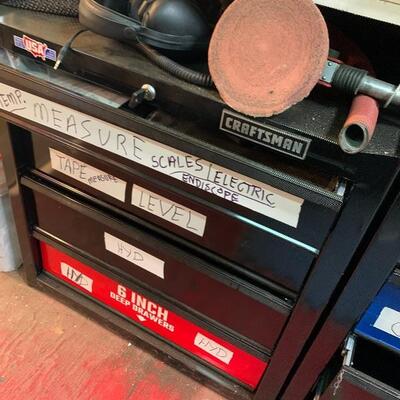 USA
CRAFTSMAN
TEMP. MEASURE SCALES/ELECTRIC
ENDISCOPE
TAPE MEASURE
LEVEL
HYD
HYD
6 INCH
DEEP DRAWERS
HYD